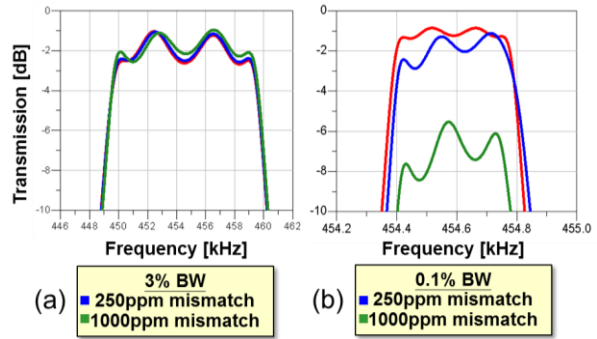 0
-2
-4
-6
-8
-10
Transmission [dB]
446 448 450 452 454 456 458 460 462
Frequency [kHz]
0
-2
-4
-6
-8
-10
454.2 454.4 454.6 454.8 455.0
Frequency [kHz]
(a)
3% BW
250ppm mismatch
1000ppm mismatch
(b)
0.1% BW
250ppm mismatch
1000ppm mismatch